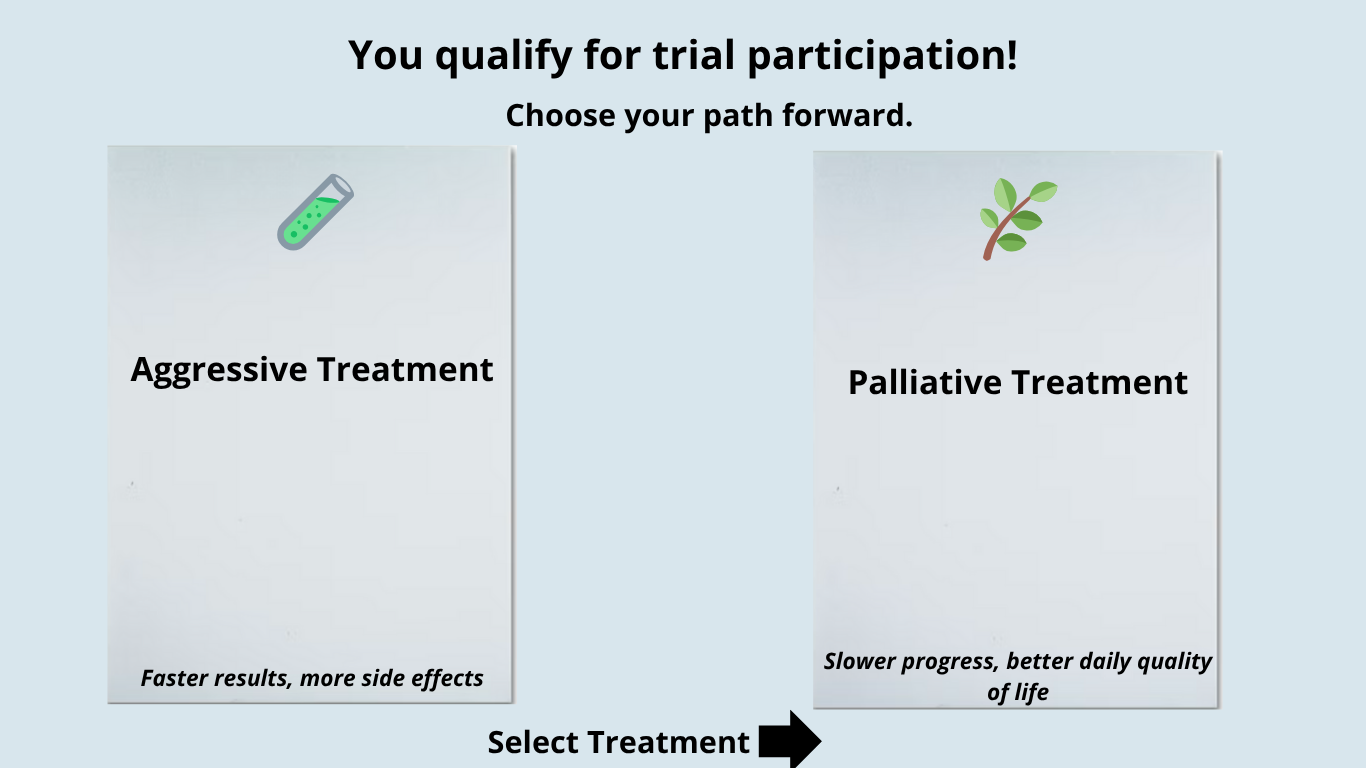 You qualify for trial participation!
Choose your path forward.
Aggressive Treatment
Faster results, more side effects
Palliative Treatment
Slower progress, better daily quality
of life
Select Treatment